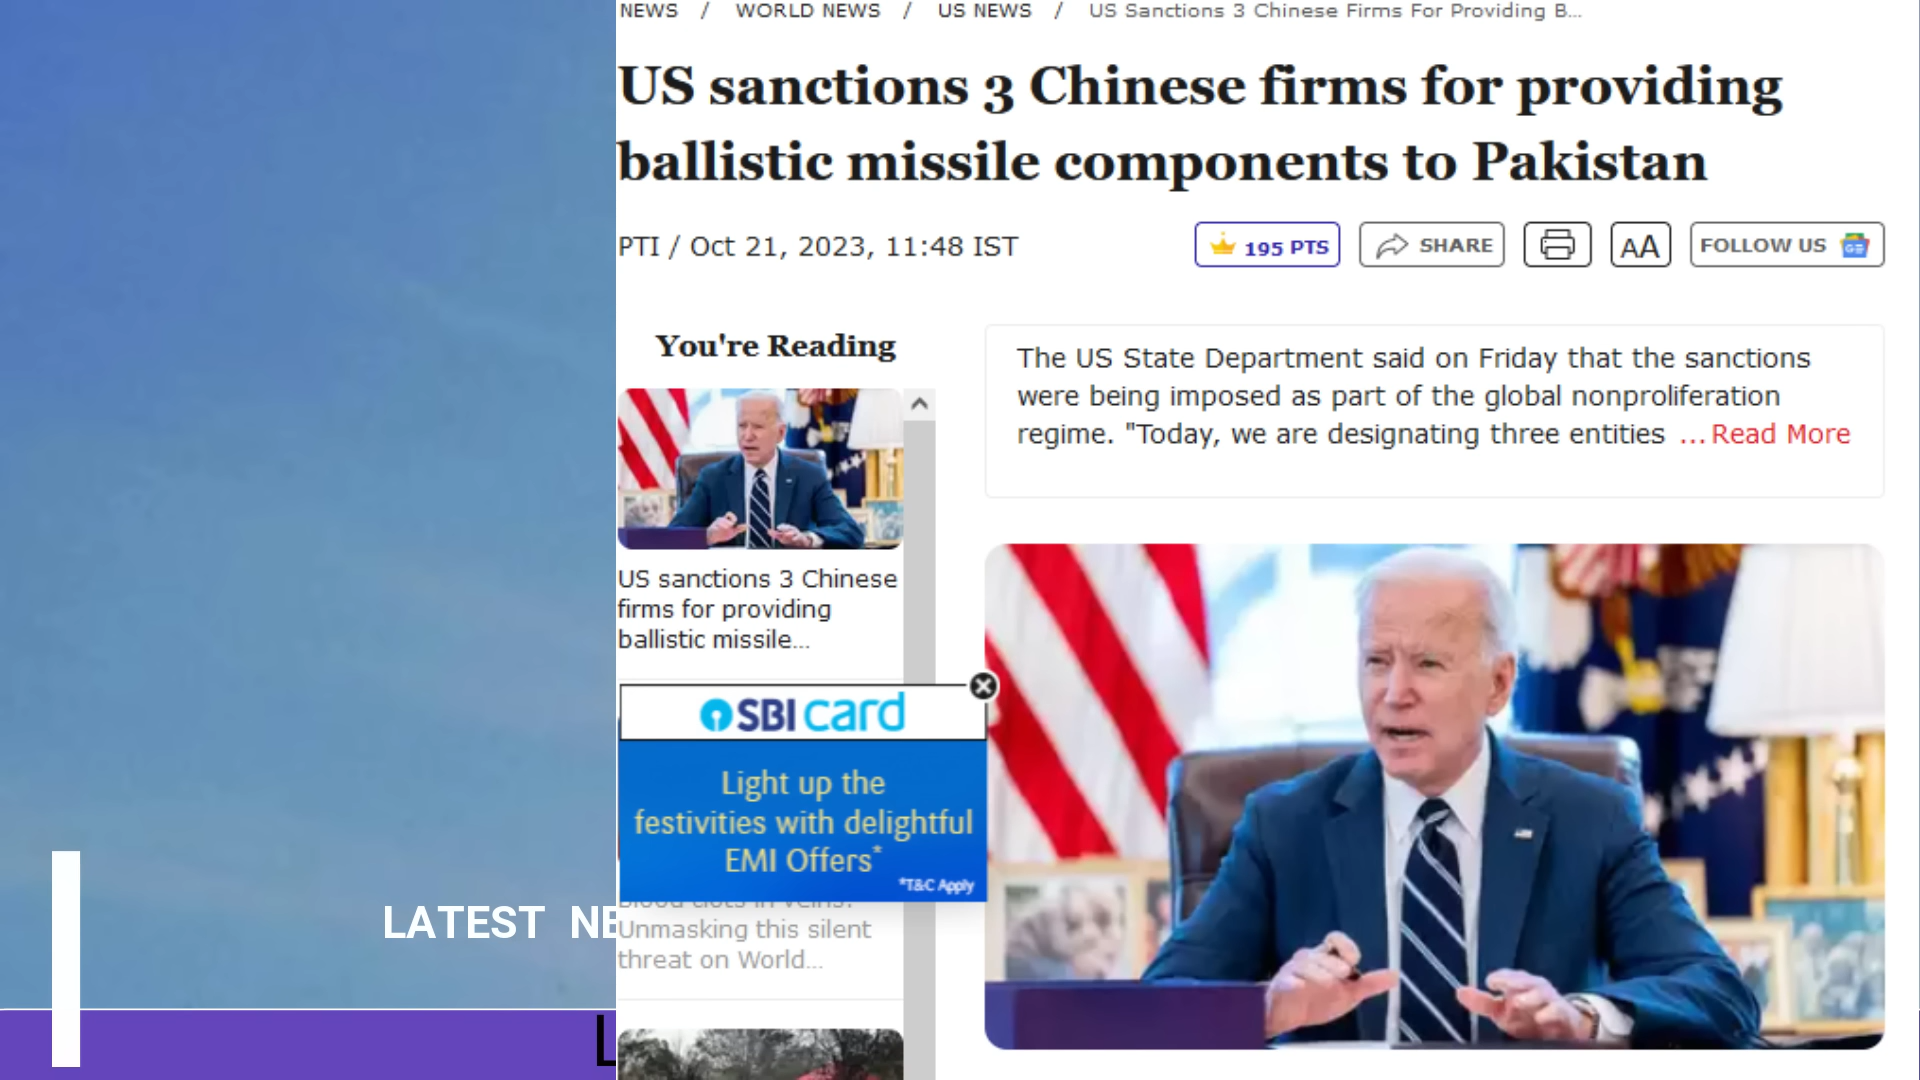 NEWS / WORLD NEWS / US NEWS / US Sanctions 3 Chinese Firms For Providing B...
US sanctions 3 Chinese firms for providing
ballistic missile components to Pakistan
PTI / Oct 21, 2023, 11:48 IST
195 PTS
SHARE
AA
FOLLOW US
You're Reading
US sanctions 3 Chinese
firms for providing
ballistic missile...
The US State Department said on Friday that the sanctions
were being imposed as part of the global nonproliferation
regime. "Today, we are designating three entities ...Read More
SBI card
Light up the
festivities with delightful
EMI Offers*
*T&C Apply
Blood clots in veins:
Unmasking this silent
threat on World...
LATEST NE
L